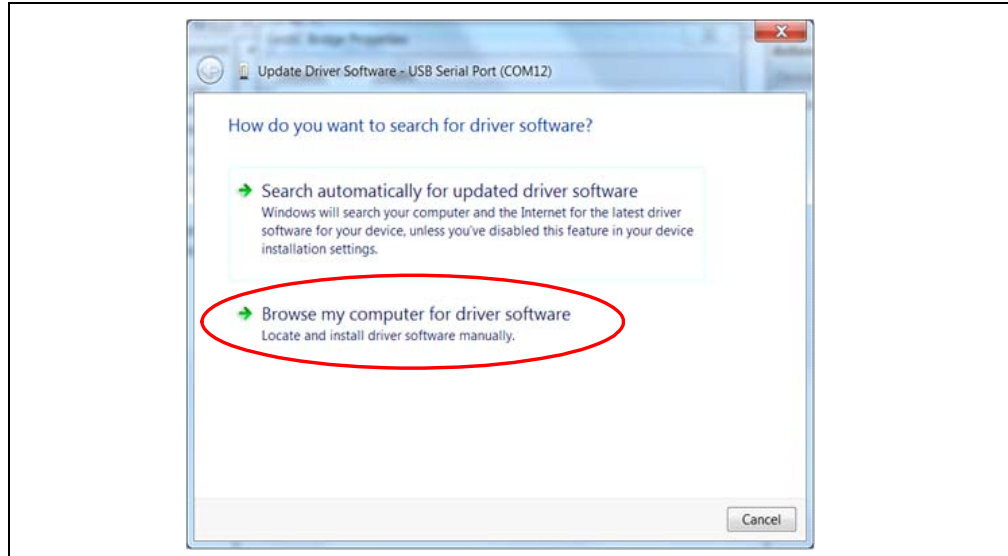 Update Driver Software - USB Serial Port (COM12)
How do you want to search for driver software?
Search automatically for updated driver software
Windows will search your computer and the Internet for the latest driver
software for your device, unless you've disabled this feature in your device
installation settings.
Browse my computer for driver software
Locate and install driver software manually.
Cancel